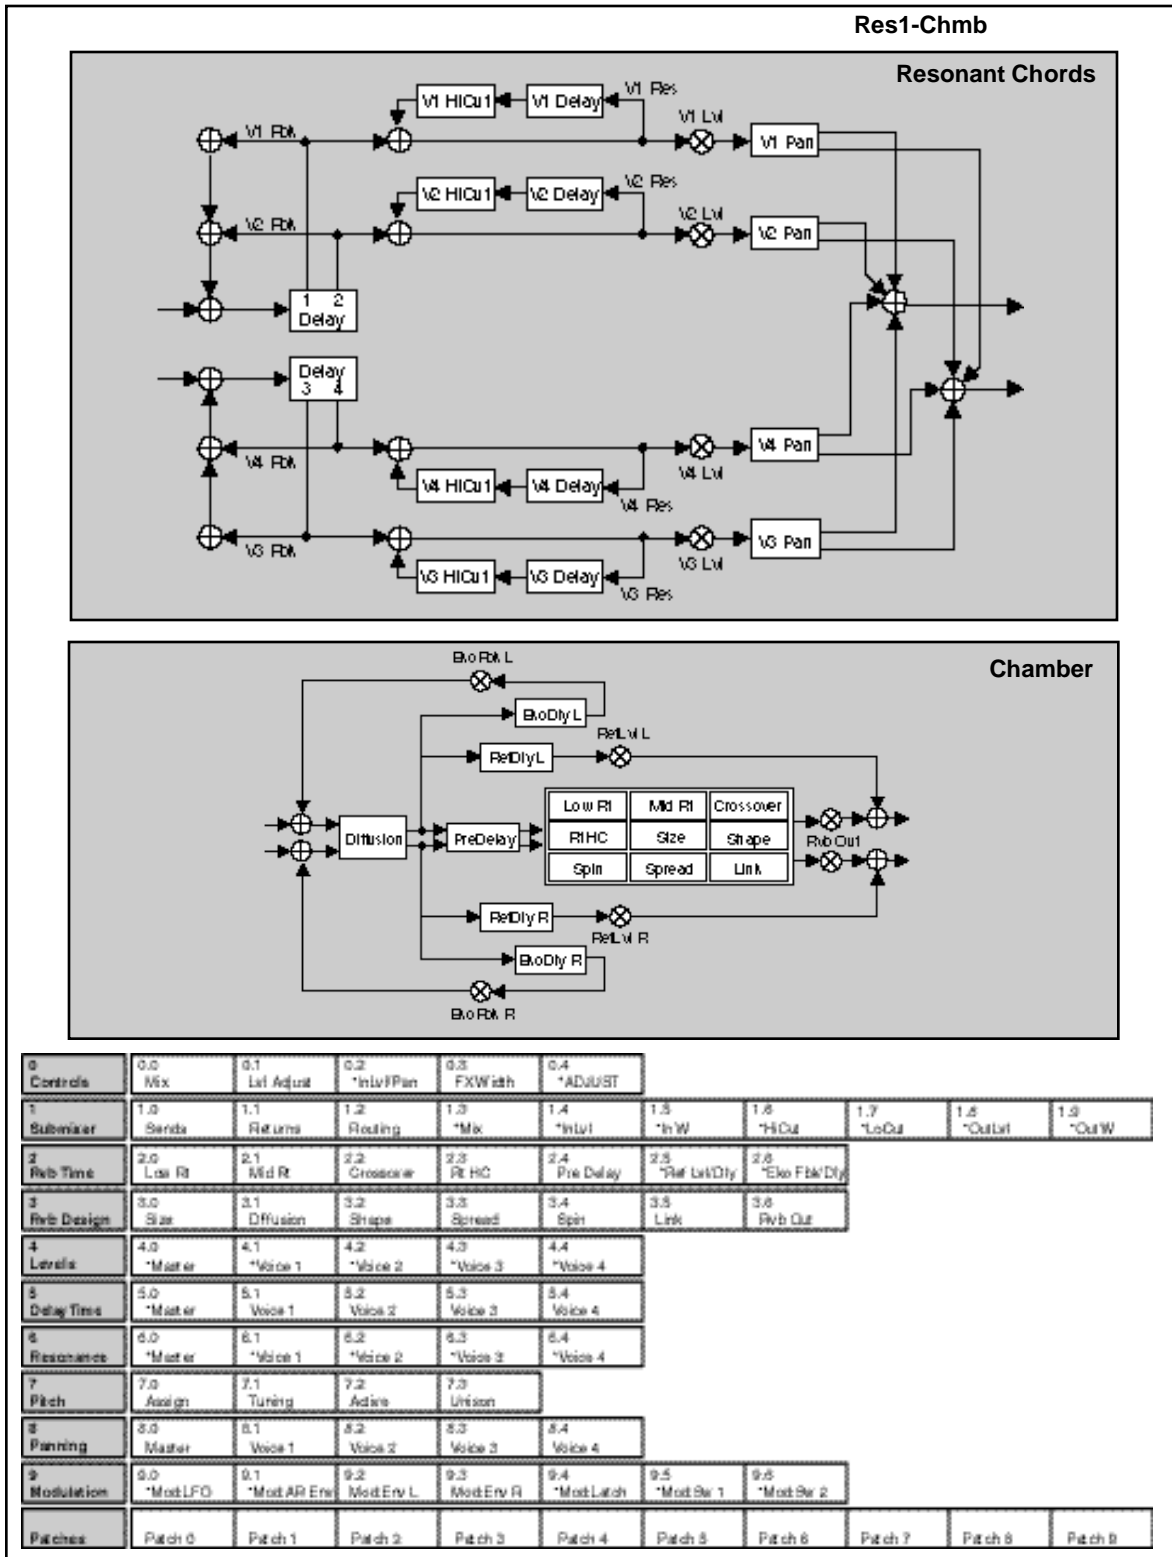 Res1-Chmb
Resonant Chords
V1 Res
V1 HiCut V1 Delay
V1 Lvl
V1 Fbk
V1 Pan
V2 Res
V2 HiCut V2 Delay
V2 Lvl
V2 Fbk
V2 Pan
1 2
Delay
Delay
3 4
V4 Fbk
V4 Pan
V4 Lvl
V4 HiCut V4 Delay
V4 Res
V3 Fbk
V3 Pan
V3 Lvl
V3 HiCut V3 Delay
V3 Res
Chamber
Eko Fbk L
EkoDly L
RefLvl L
RefDly L
Low Rt Mid Rt Crossover
Diffusion PreDelay RtHC Size Shape Rvb Out
Spin Spread Link
RefDly R
RefLvl R
EkoDly R
Eko Fbk R
0 0.0 0.1 0.2 0.3 0.4
Controls Mix Lvl Adjust *InLvl/Pan FXWidth *ADJUST
1 1.0 1.1 1.2 1.3 1.4 1.5 1.6 1.7 1.8 1.9
Submixer Sends Returns Routing *Mix *InLvl *In W *HiCut *LoCut *OutLvl *Out W
2 2.0 2.1 2.2 2.3 2.4 2.5 2.6
Rvb Time Low Rt Mid Rt Crossover Rt HC Pre Delay *Ref Lvl/Dly *Eko Fbk/Dly
3 3.0 3.1 3.2 3.3 3.4 3.5 3.6
Rvb Design Size Diffusion Shape Spread Spin Link Rvb Out
4 4.0 4.1 4.2 4.3 4.4
Levels *Master *Voice 1 *Voice 2 *Voice 3 *Voice 4
5 5.0 5.1 5.2 5.3 5.4
Delay Time *Master Voice 1 Voice 2 Voice 3 Voice 4
6 6.0 6.1 6.2 6.3 6.4
Resonance *Master *Voice 1 *Voice 2 *Voice 3 *Voice 4
7 7.0 7.1 7.2 7.3
Pitch Assign Tuning Active Unison
8 8.0 8.1 8.2 8.3 8.4
Panning Master Voice 1 Voice 2 Voice 3 Voice 4
9 9.0 9.1 9.2 9.3 9.4 9.5 9.6
Modulation *Mod:LFO *Mod:AR Env Mod:Env L Mod:Env R *Mod:Latch *Mod:Sw 1 *Mod:Sw 2
Patches Patch 0 Patch 1 Patch 2 Patch 3 Patch 4 Patch 5 Patch 6 Patch 7 Patch 8 Patch 9